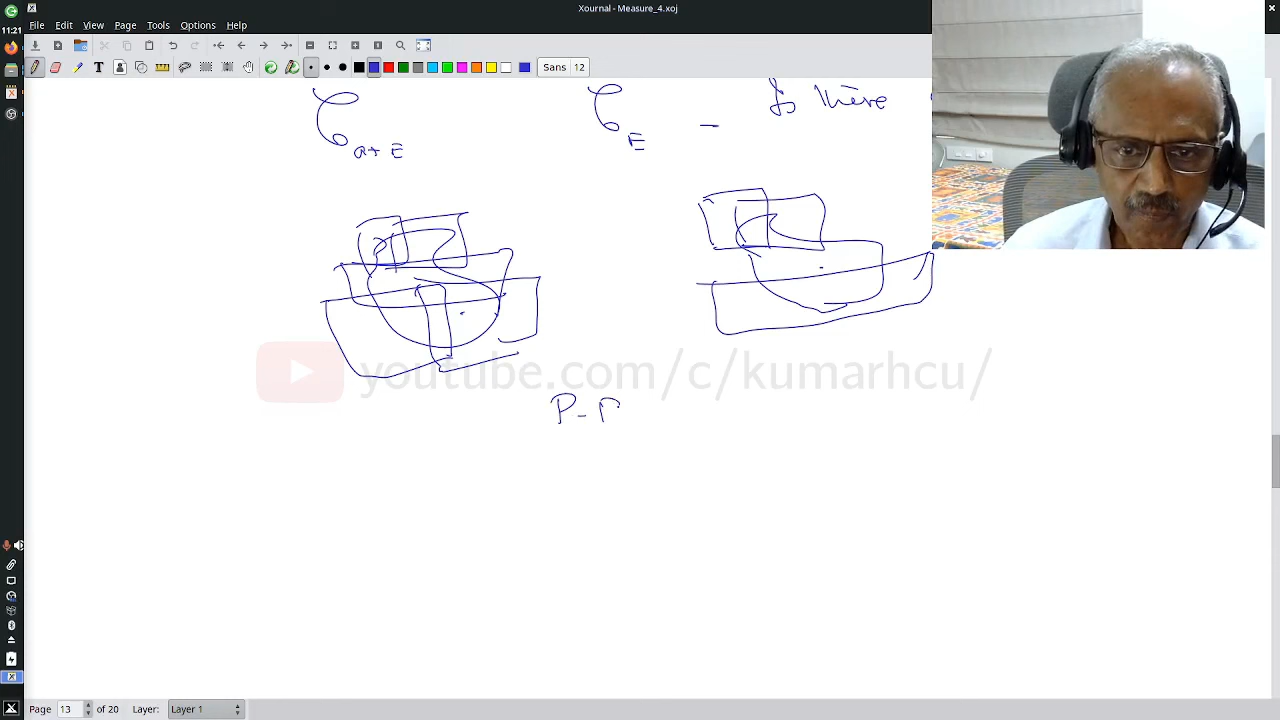 Xournal - Measure_4.xoj
11:21
File Edit View Page Tools Options Help
Sans 12
Is there
a+E
E
youtube.com/c/kumarhcu/
P-
Page 13 of 20 Layer: Layer 1